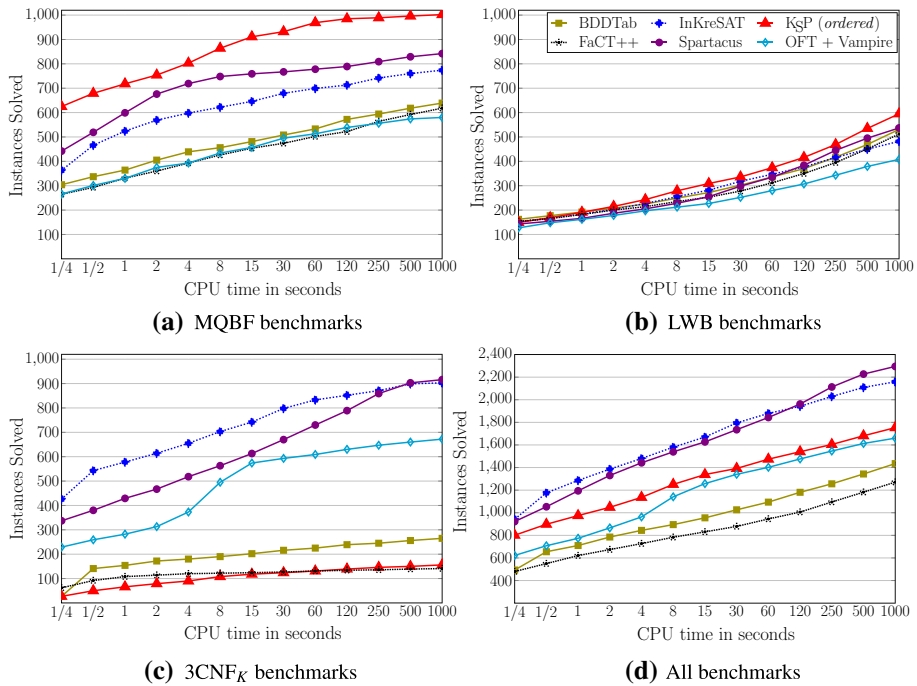 1,000
900
800
700
600
500
400
300
200
100
Instances Solved
1/4 1/2 1 2 4 8 15 30 60 120 250 500 1000
CPU time in seconds
(a) MQBF benchmarks
1,000
900
800
700
600
500
400
300
200
100
Instances Solved
BDDTab InKreSAT KSP (ordered)
FaCT++ Spartacus OFT + Vampire
1/4 1/2 1 2 4 8 15 30 60 120 250 500 1000
CPU time in seconds
(b) LWB benchmarks
1,000
900
800
700
600
500
400
300
200
100
Instances Solved
1/4 1/2 1 2 4 8 15 30 60 120 250 500 1000
CPU time in seconds
(c) 3CNFK benchmarks
2,400
2,200
2,000
1,800
1,600
1,400
1,200
1,000
800
600
400
Instances Solved
1/4 1/2 1 2 4 8 15 30 60 120 250 500 1000
CPU time in seconds
(d) All benchmarks